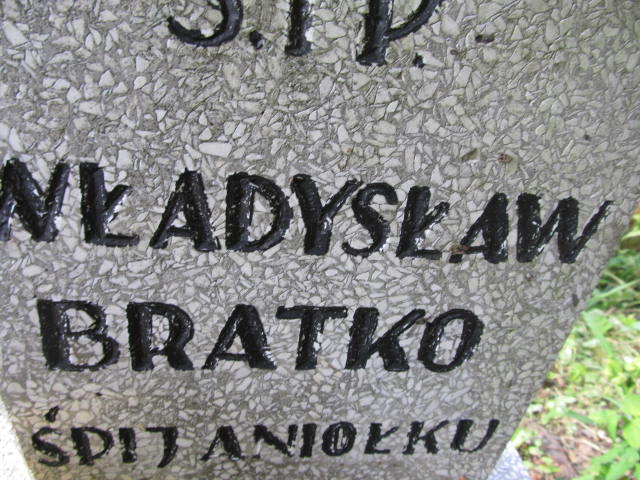 Ś.†P.
WŁADYSŁAW
BRATKO
ŚPIJ ANIOŁKU